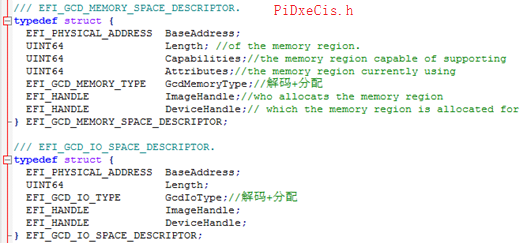 /// EFI_GCD_MEMORY_SPACE_DESCRIPTOR. PiDxeCis.h
typedef struct {
EFI_PHYSICAL_ADDRESS BaseAddress;
UINT64 Length; //of the memory region.
UINT64 Capabilities;//the memory region capable of supporting
UINT64 Attributes;//the memory region currently using
EFI_GCD_MEMORY_TYPE GcdMemoryType;//解码+分配
EFI_HANDLE ImageHandle;//who allocats the memory region
EFI_HANDLE DeviceHandle;// which the memory region is allocated for
} EFI_GCD_MEMORY_SPACE_DESCRIPTOR;
/// EFI_GCD_IO_SPACE_DESCRIPTOR.
typedef struct {
EFI_PHYSICAL_ADDRESS BaseAddress;
UINT64 Length;
EFI_GCD_IO_TYPE GcdIoType;//解码+分配
EFI_HANDLE ImageHandle;
EFI_HANDLE DeviceHandle;
} EFI_GCD_IO_SPACE_DESCRIPTOR;